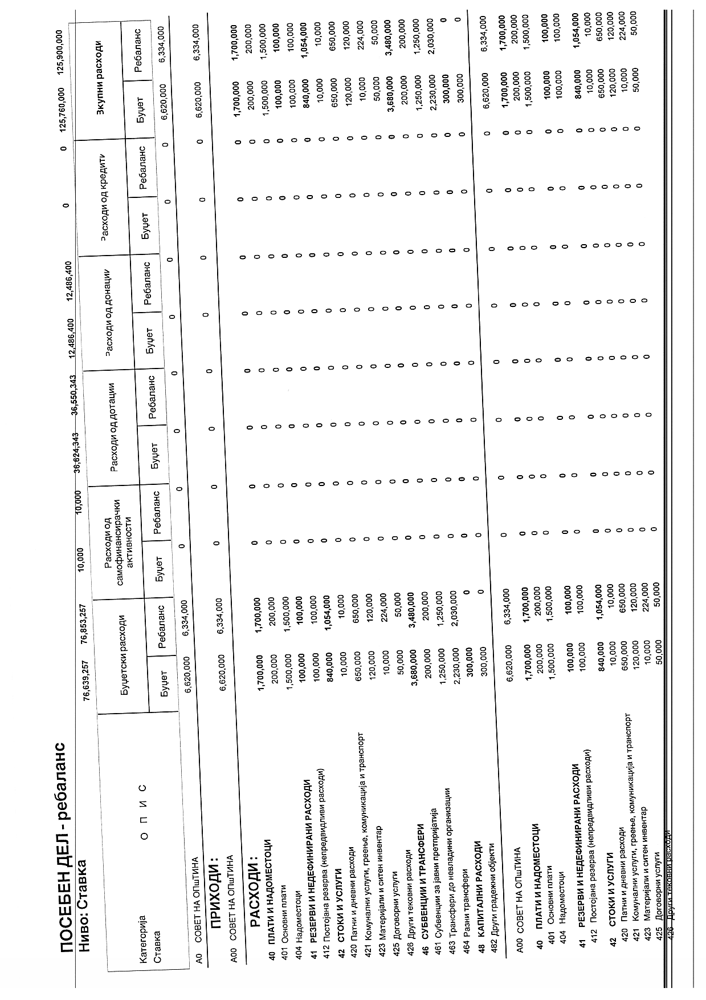 ПОСЕБЕН ДЕЛ - ребаланс
Ниво: Ставка
76,639,257 76,853,257 10,000 10,000 36,624,343 36,550,343 12,486,400 12,486,400 0 0 125,760,000 125,900,000
Категорија О П И С Буџетски расходи Расходи од самофинансирачки активности Расходи од дотации Расходи од донации Расходи од кредити Вкупни расходи
Ставка Буџет Ребаланс Буџет Ребаланс Буџет Ребаланс Буџет Ребаланс Буџет Ребаланс Буџет Ребаланс
А0 СОВЕТ НА ОПшТИНА 6,620,000 6,334,000 0 0 0 0 0 0 0 0 6,620,000 6,334,000
ПРИХОДИ :
А00 СОВЕТ НА ОПшТИНА 6,620,000 6,334,000 0 0 0 0 0 0 0 0 6,620,000 6,334,000
РАСХОДИ :
40 ПЛАТИ И НАДОМЕСТОЦИ 1,700,000 1,700,000 0 0 0 0 0 0 0 0 1,700,000 1,700,000
401 Основни плати 200,000 200,000 0 0 0 0 0 0 0 0 200,000 200,000
404 Надоместоци 1,500,000 1,500,000 0 0 0 0 0 0 0 0 1,500,000 1,500,000
41 РЕЗЕРВИ И НЕДЕФИНИРАНИ РАСХОДИ 100,000 100,000 0 0 0 0 0 0 0 0 100,000 100,000
412 Постојана резерва (непредвидливи расходи) 100,000 100,000 0 0 0 0 0 0 0 0 100,000 100,000
42 СТОКИ И УСЛУГИ 840,000 1,054,000 0 0 0 0 0 0 0 0 840,000 1,054,000
420 Патни и дневни расходи 10,000 10,000 0 0 0 0 0 0 0 0 10,000 10,000
421 Комунални услуги, греење, комуникација и транспорт 650,000 650,000 0 0 0 0 0 0 0 0 650,000 650,000
423 Материјали и ситен инвентар 120,000 120,000 0 0 0 0 0 0 0 0 120,000 120,000
425 Договорни услуги 10,000 224,000 0 0 0 0 0 0 0 0 10,000 224,000
426 Други тековни расходи 50,000 50,000 0 0 0 0 0 0 0 0 50,000 50,000
46 СУБВЕНЦИИ И ТРАНСФЕРИ 3,680,000 3,480,000 0 0 0 0 0 0 0 0 3,680,000 3,480,000
461 Субвенции за јавни претпријатија 200,000 200,000 0 0 0 0 0 0 0 0 200,000 200,000
463 Трансфери до невладини организации 1,250,000 1,250,000 0 0 0 0 0 0 0 0 1,250,000 1,250,000
464 Разни трансфери 2,230,000 2,030,000 0 0 0 0 0 0 0 0 2,230,000 2,030,000
48 КАПИТАЛНИ РАСХОДИ 300,000 0 0 0 0 0 0 0 0 0 300,000 0
482 Други градежни објекти 300,000 0 0 0 0 0 0 0 0 0 300,000 0
А00 СОВЕТ НА ОПшТИНА 6,620,000 6,334,000 0 0 0 0 0 0 0 0 6,620,000 6,334,000
40 ПЛАТИ И НАДОМЕСТОЦИ 1,700,000 1,700,000 0 0 0 0 0 0 0 0 1,700,000 1,700,000
401 Основни плати 200,000 200,000 0 0 0 0 0 0 0 0 200,000 200,000
404 Надоместоци 1,500,000 1,500,000 0 0 0 0 0 0 0 0 1,500,000 1,500,000
41 РЕЗЕРВИ И НЕДЕФИНИРАНИ РАСХОДИ 100,000 100,000 0 0 0 0 0 0 0 0 100,000 100,000
412 Постојана резерва (непредвидливи расходи) 100,000 100,000 0 0 0 0 0 0 0 0 100,000 100,000
42 СТОКИ И УСЛУГИ 840,000 1,054,000 0 0 0 0 0 0 0 0 840,000 1,054,000
420 Патни и дневни расходи 10,000 10,000 0 0 0 0 0 0 0 0 10,000 10,000
421 Комунални услуги, греење, комуникација и транспорт 650,000 650,000 0 0 0 0 0 0 0 0 650,000 650,000
423 Материјали и ситен инвентар 120,000 120,000 0 0 0 0 0 0 0 0 120,000 120,000
425 Договорни услуги 10,000 224,000 0 0 0 0 0 0 0 0 10,000 224,000
426 Други тековни расходи 50,000 50,000 0 0 0 0 0 0 0 0 50,000 50,000